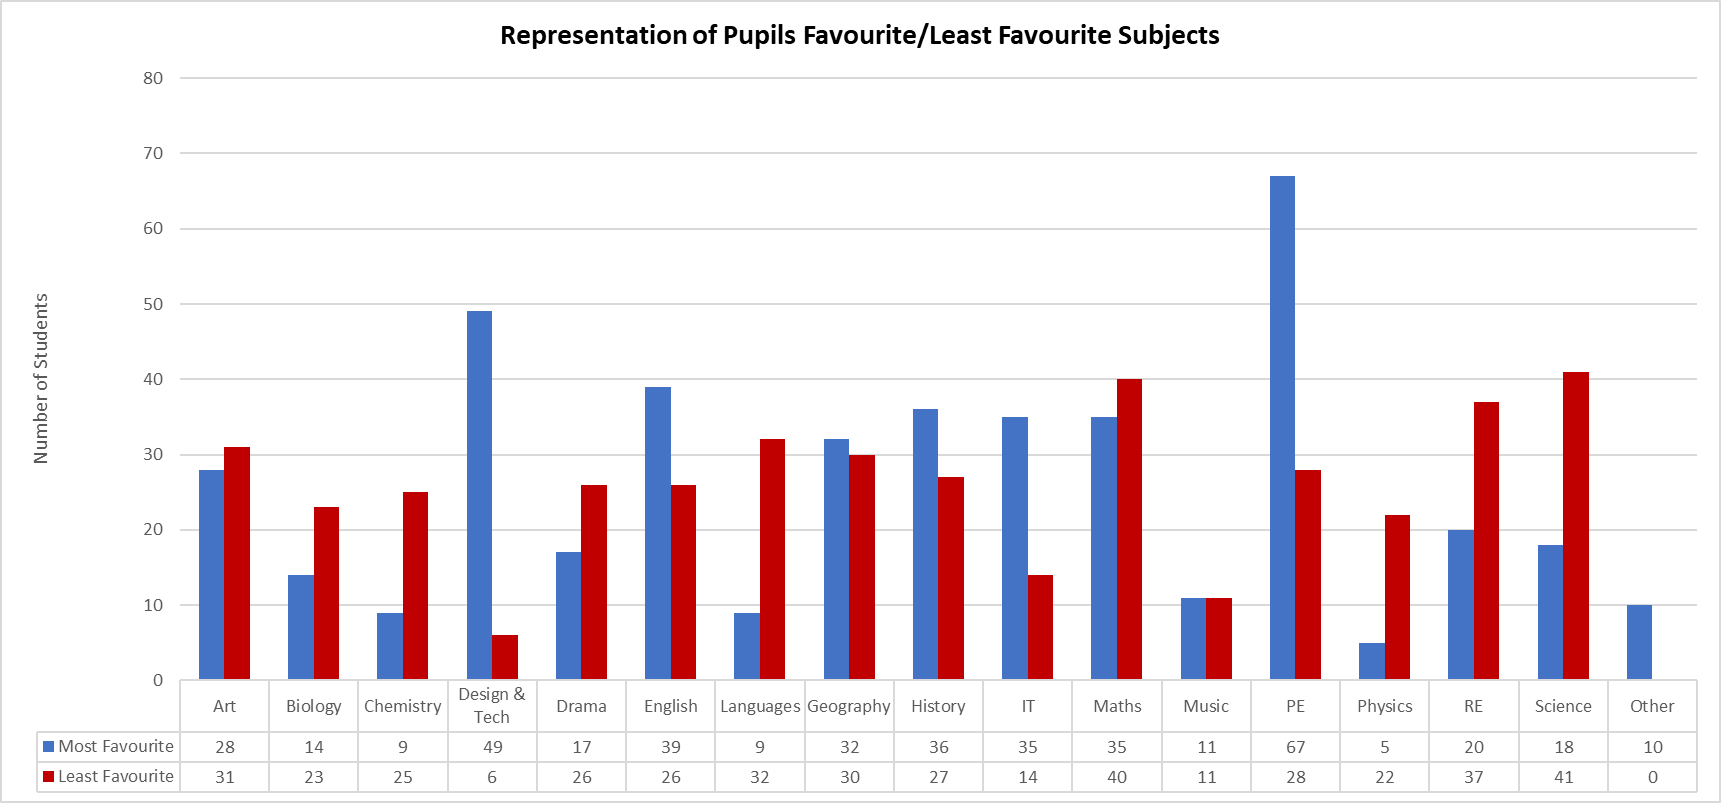 Representation of Pupils Favourite/Least Favourite Subjects
Number of Students
80
70
60
50
40
30
20
10
0
Art Biology Chemistry Design & Tech Drama English Languages Geography History IT Maths Music PE Physics RE Science Other
Most Favourite 28 14 9 49 17 39 9 32 36 35 35 11 67 5 20 18 10
Least Favourite 31 23 25 6 26 26 32 30 27 14 40 11 28 22 37 41 0